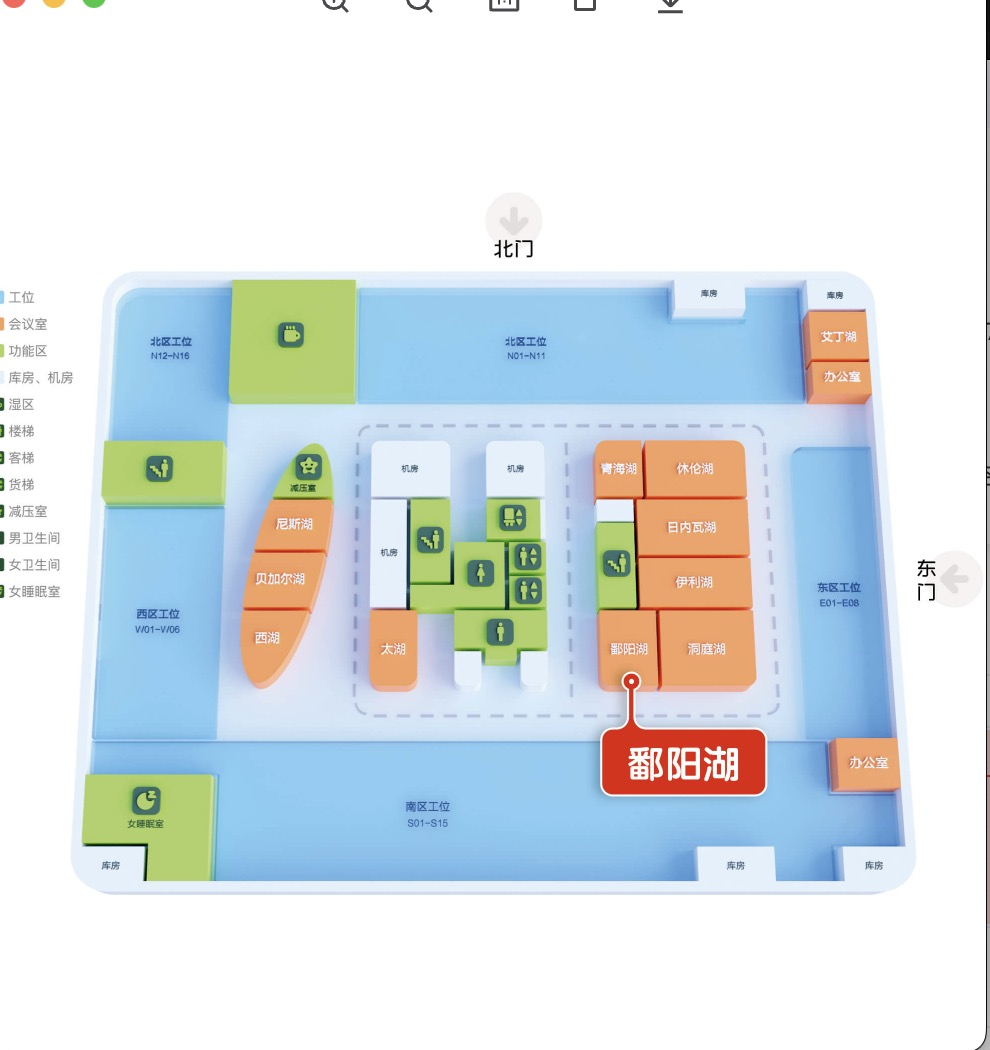 北门
工位
会议室
功能区
库房、机房
湿区
楼梯
客梯
货梯
减压室
男卫生间
女卫生间
女睡眠室
库房
库房
艾丁湖
办公室
北区工位
N12-N16
北区工位
N01-N11
机房
机房
青海湖
休伦湖
减压室
尼斯湖
日内瓦湖
机房
贝加尔湖
伊利湖
东门
东区工位
E01-E08
西区工位
W01-W06
西湖
太湖
鄱阳湖
洞庭湖
鄱阳湖
办公室
南区工位
S01-S15
女睡眠室
库房
库房
库房